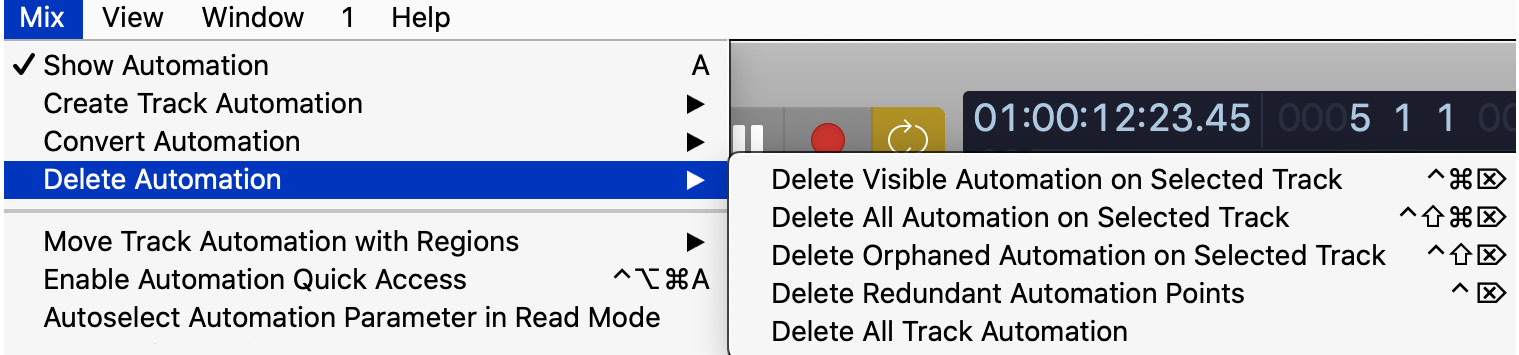 Mix View Window 1 Help
✓ Show Automation A
Create Track Automation ▶
Convert Automation ▶
Delete Automation ▶
Move Track Automation with Regions ▶
Enable Automation Quick Access ^⌥⌘A
Autoselect Automation Parameter in Read Mode
01:00:12:23.45 0005 1 1 00
Delete Visible Automation on Selected Track ^⌘⌦
Delete All Automation on Selected Track ^⇧⌘⌦
Delete Orphaned Automation on Selected Track ^⇧⌦
Delete Redundant Automation Points ^⌦
Delete All Track Automation